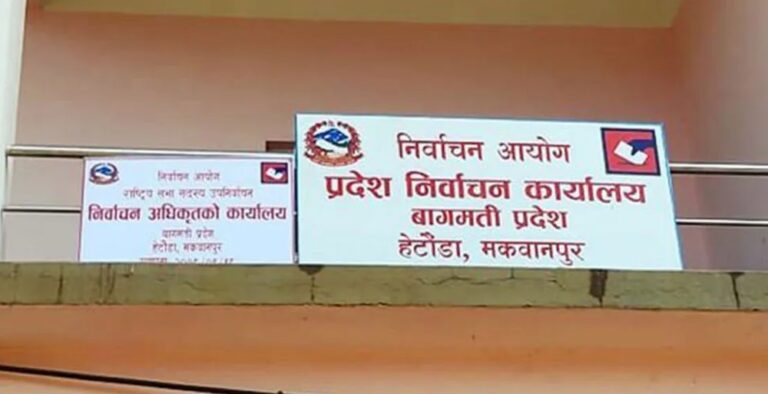 निर्वाचन आयोग
राष्ट्रिय सभा सदस्य उपनिर्वाचन
निर्वाचन अधिकृतको कार्यालय
बागमती प्रदेश
हेटौंडा, मकवानपुर
निर्वाचन आयोग
प्रदेश निर्वाचन कार्यालय
बागमती प्रदेश
हेटौंडा, मकवानपुर